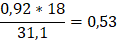 0,92 * 18
31,1
= 0,53